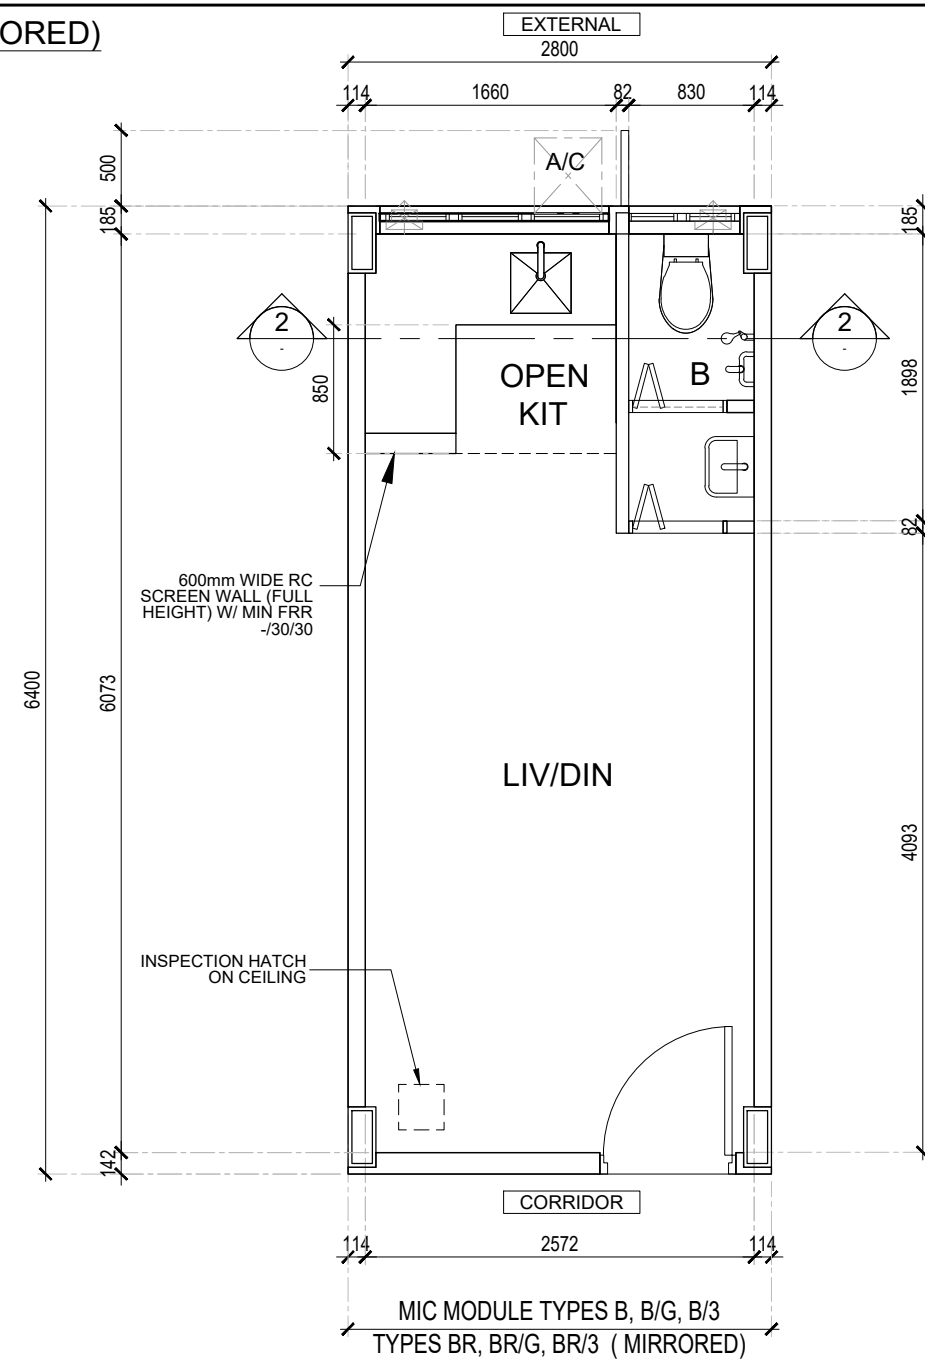 ORED)
EXTERNAL
2800
114 1660 82 830 114
500
A/C
185 185
2 2
- -
850
OPEN
KIT
B
1898
82
600mm WIDE RC
SCREEN WALL (FULL
HEIGHT) W/ MIN FRR
-/30/30
6400
6073
LIV/DIN
4093
INSPECTION HATCH
ON CEILING
142
CORRIDOR
114 2572 114
MIC MODULE TYPES B, B/G, B/3
TYPES BR, BR/G, BR/3 ( MIRRORED)